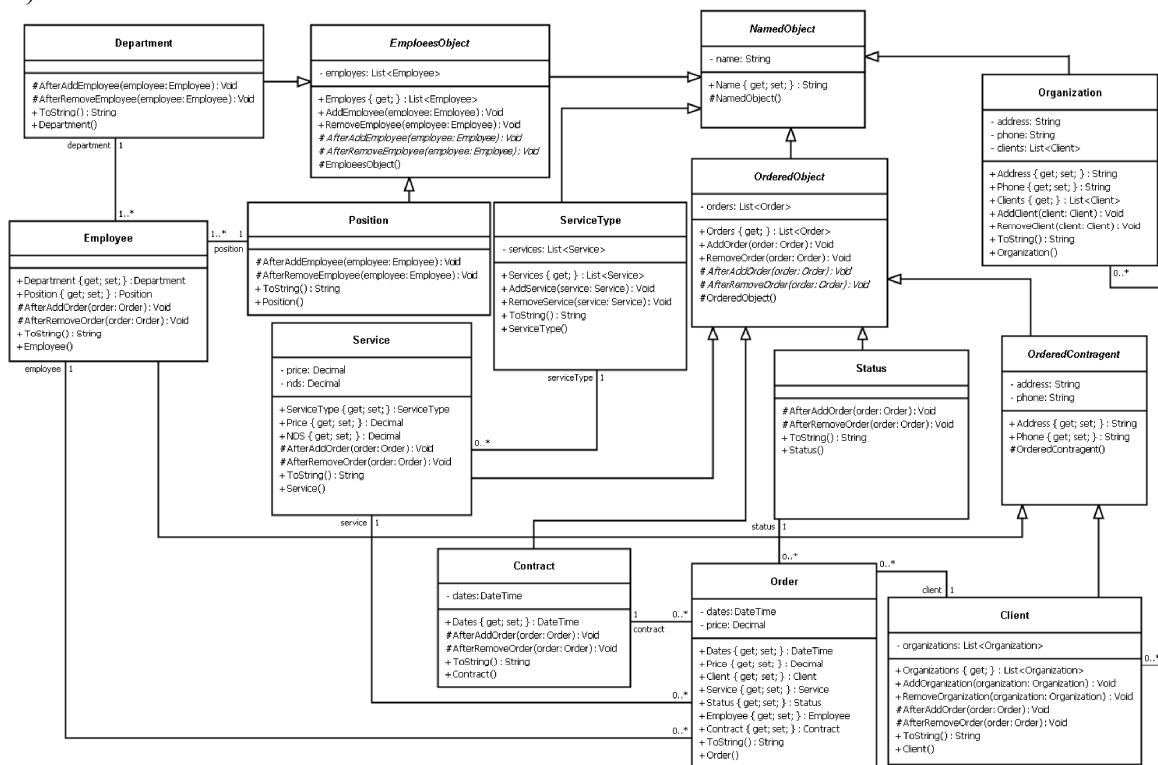 Department
# AfterAddEmployee(employee: Employee) : Void
# AfterRemoveEmployee(employee: Employee) : Void
+ ToString() : String
+ Department()
department 1
1..*
EmploeesObject
- employes: List<Employee>
+ Employes { get; } : List<Employee>
+ AddEmployee(employee: Employee) : Void
+ RemoveEmployee(employee: Employee) : Void
# AfterAddEmployee(employee: Employee) : Void
# AfterRemoveEmployee(employee: Employee) : Void
# EmploeesObject()
NamedObject
- name: String
+ Name { get; set; } : String
# NamedObject()
Organization
- address: String
- phone: String
- clients: List<Client>
+ Address { get; set; } : String
+ Phone { get; set; } : String
+ Clients { get; } : List<Client>
+ AddClient(client: Client) : Void
+ RemoveClient(client: Client) : Void
+ ToString() : String
+ Organization()
0..*
Employee
+ Department { get; set; } : Department
+ Position { get; set; } : Position
# AfterAddOrder(order: Order) : Void
# AfterRemoveOrder(order: Order) : Void
+ ToString() : String
+ Employee()
employee 1
1..* 1
position
Position
# AfterAddEmployee(employee: Employee) : Void
# AfterRemoveEmployee(employee: Employee) : Void
+ ToString() : String
+ Position()
ServiceType
- services: List<Service>
+ Services { get; } : List<Service>
+ AddService(service: Service) : Void
+ RemoveService(service: Service) : Void
+ ToString() : String
+ ServiceType()
serviceType 1
0..*
OrderedObject
- orders: List<Order>
+ Orders { get; } : List<Order>
+ AddOrder(order: Order) : Void
+ RemoveOrder(order: Order) : Void
# AfterAddOrder(order: Order) : Void
# AfterRemoveOrder(order: Order) : Void
# OrderedObject()
Service
- price: Decimal
- nds: Decimal
+ ServiceType { get; set; } : ServiceType
+ Price { get; set; } : Decimal
+ NDS { get; set; } : Decimal
# AfterAddOrder(order: Order) : Void
# AfterRemoveOrder(order: Order) : Void
+ ToString() : String
+ Service()
service 1
Status
# AfterAddOrder(order: Order) : Void
# AfterRemoveOrder(order: Order) : Void
+ ToString() : String
+ Status()
status 1
0..*
OrderedContragent
- address: String
- phone: String
+ Address { get; set; } : String
+ Phone { get; set; } : String
# OrderedContragent()
Contract
- dates: DateTime
+ Dates { get; set; } : DateTime
# AfterAddOrder(order: Order) : Void
# AfterRemoveOrder(order: Order) : Void
+ ToString() : String
+ Contract()
1 0..*
contract
0..*
0..*
Order
- dates: DateTime
- price: Decimal
+ Dates { get; set; } : DateTime
+ Price { get; set; } : Decimal
+ Client { get; set; } : Client
+ Service { get; set; } : Service
+ Status { get; set; } : Status
+ Employee { get; set; } : Employee
+ Contract { get; set; } : Contract
+ ToString() : String
+ Order()
0..*
client 1
Client
- organizations: List<Organization>
+ Organizations { get; } : List<Organization>
+ AddOrganization(organization: Organization) : Void
+ RemoveOrganization(organization: Organization) : Void
# AfterAddOrder(order: Order) : Void
# AfterRemoveOrder(order: Order) : Void
+ ToString() : String
+ Client()
0..*